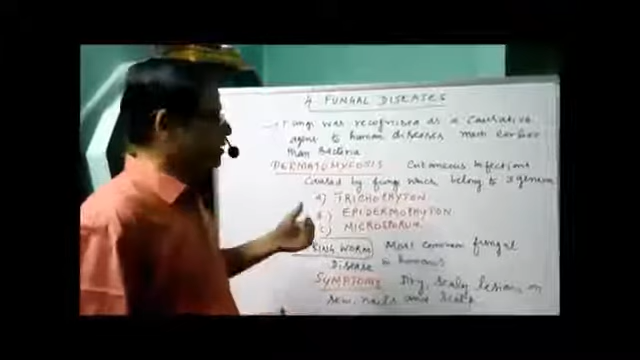 4 FUNGAL DISEASES
→ Fungi was recognised as a causative
agent to human diseases much earlier
than Bacteria
DERMATOMYCOSIS Cutaneous infections
Caused by fungi which belong to 3 genera
a) TRICHOPHYTON
b) EPIDERMOPHYTON
c) MICROSPORUM
RING WORM Most common fungal
Disease in humans
SYMPTOMS Dry, scaly lesions on
skin, nails and scalp